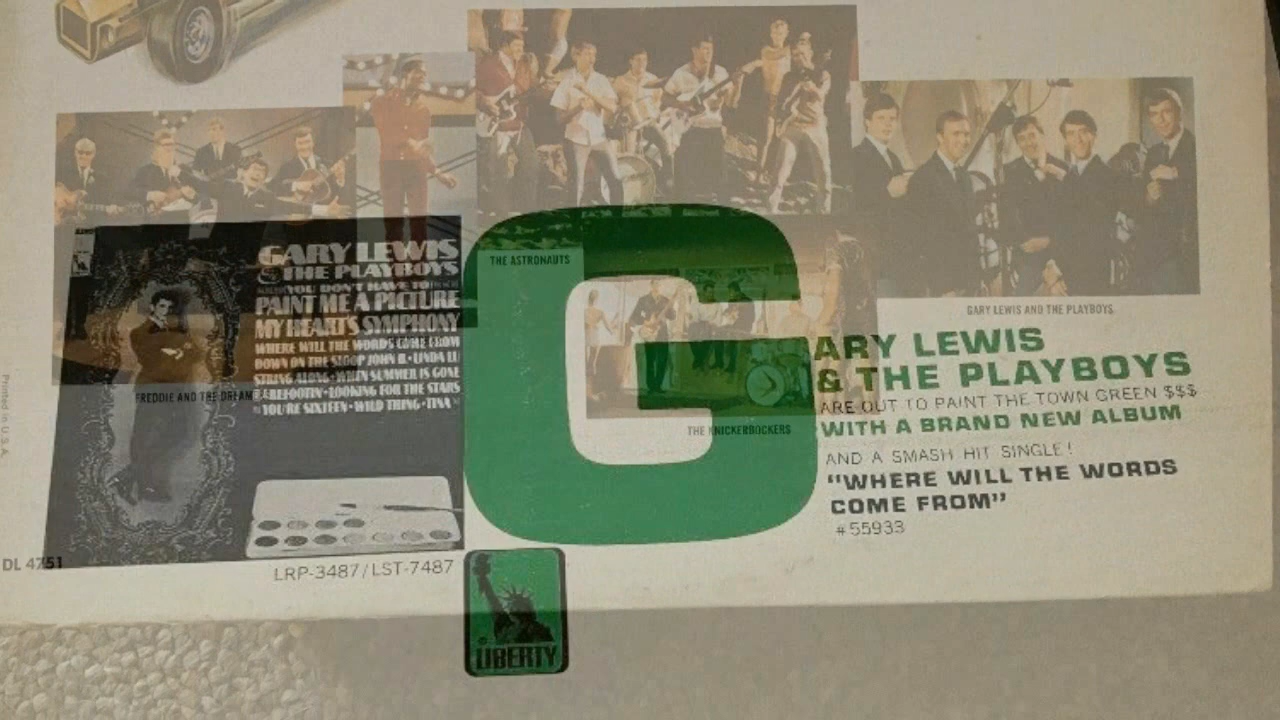 GARY LEWIS
& THE PLAYBOYS
YOU DON'T HAVE TO
PAINT ME A PICTURE
MY HEART'S SYMPHONY
WHERE WILL THE WORDS COME FROM
DOWN ON THE SLOOP JOHN B. • LINDA LU
STRING ALONG • WHEN SUMMER IS GONE
BAREFOOTIN' • LOOKING FOR THE STARS
YOU'RE SIXTEEN • WILD THING • TINA
FREDDIE AND THE DREAM
THE ASTRONAUTS
THE KNICKERBOCKERS
GARY LEWIS AND THE PLAYBOYS
GARY LEWIS
& THE PLAYBOYS
ARE OUT TO PAINT THE TOWN GREEN $$$
WITH A BRAND NEW ALBUM
AND A SMASH HIT SINGLE!
"WHERE WILL THE WORDS
COME FROM"
#55933
Printed in U.S.A.
DL 4751
LRP-3487/LST-7487
LIBERTY